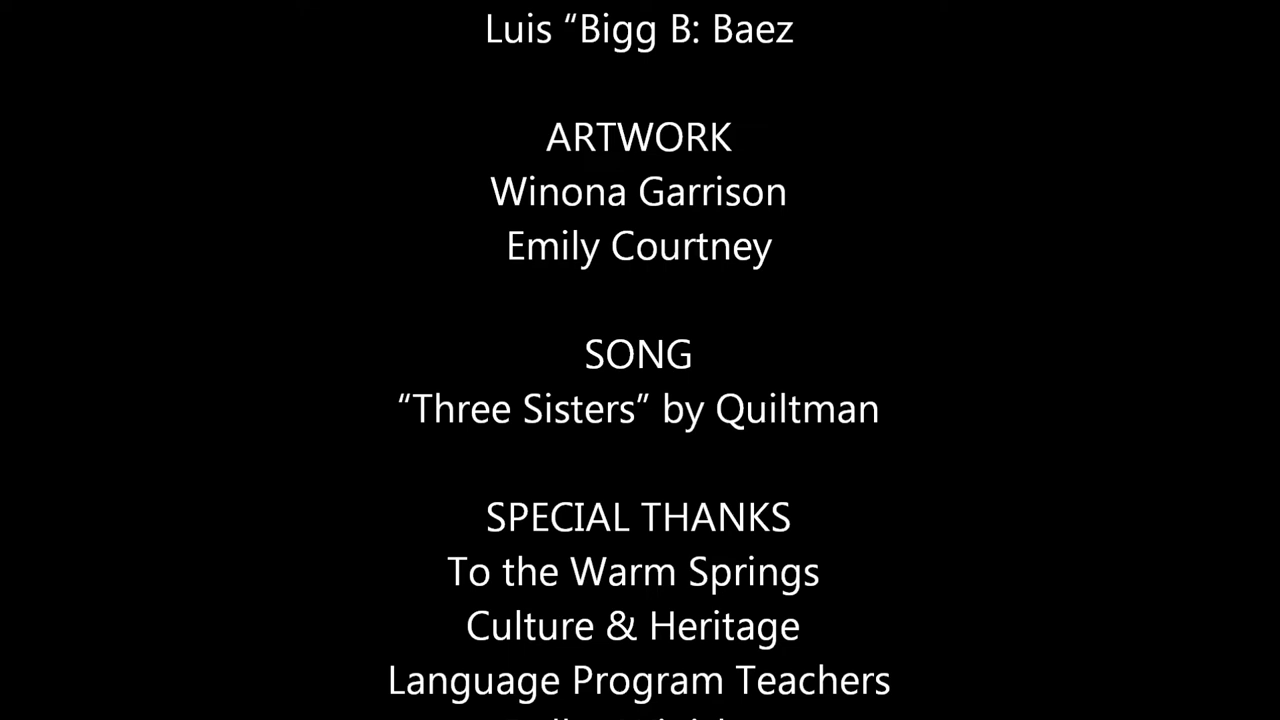 Luis “Bigg B: Baez
ARTWORK
Winona Garrison
Emily Courtney
SONG
“Three Sisters” by Quiltman
SPECIAL THANKS
To the Warm Springs
Culture & Heritage
Language Program Teachers